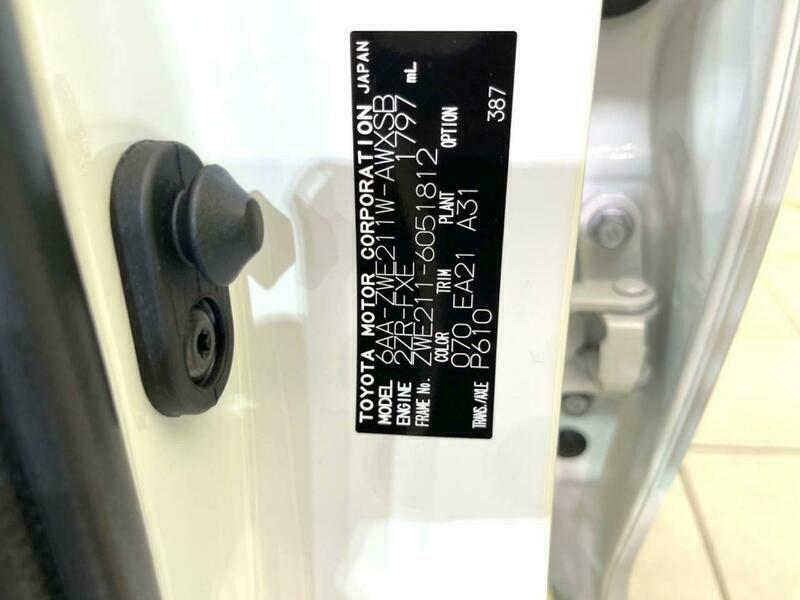 TOYOTA MOTOR CORPORATION JAPAN
MODEL 6AA-ZWE211W-AWXSB
ENGINE 2ZR-FXE 1797 mL
FRAME No. ZWE211-6051812
COLOR TRIM PLANT OPTION
070 EA21 A31
TRANS./AXLE P610 387